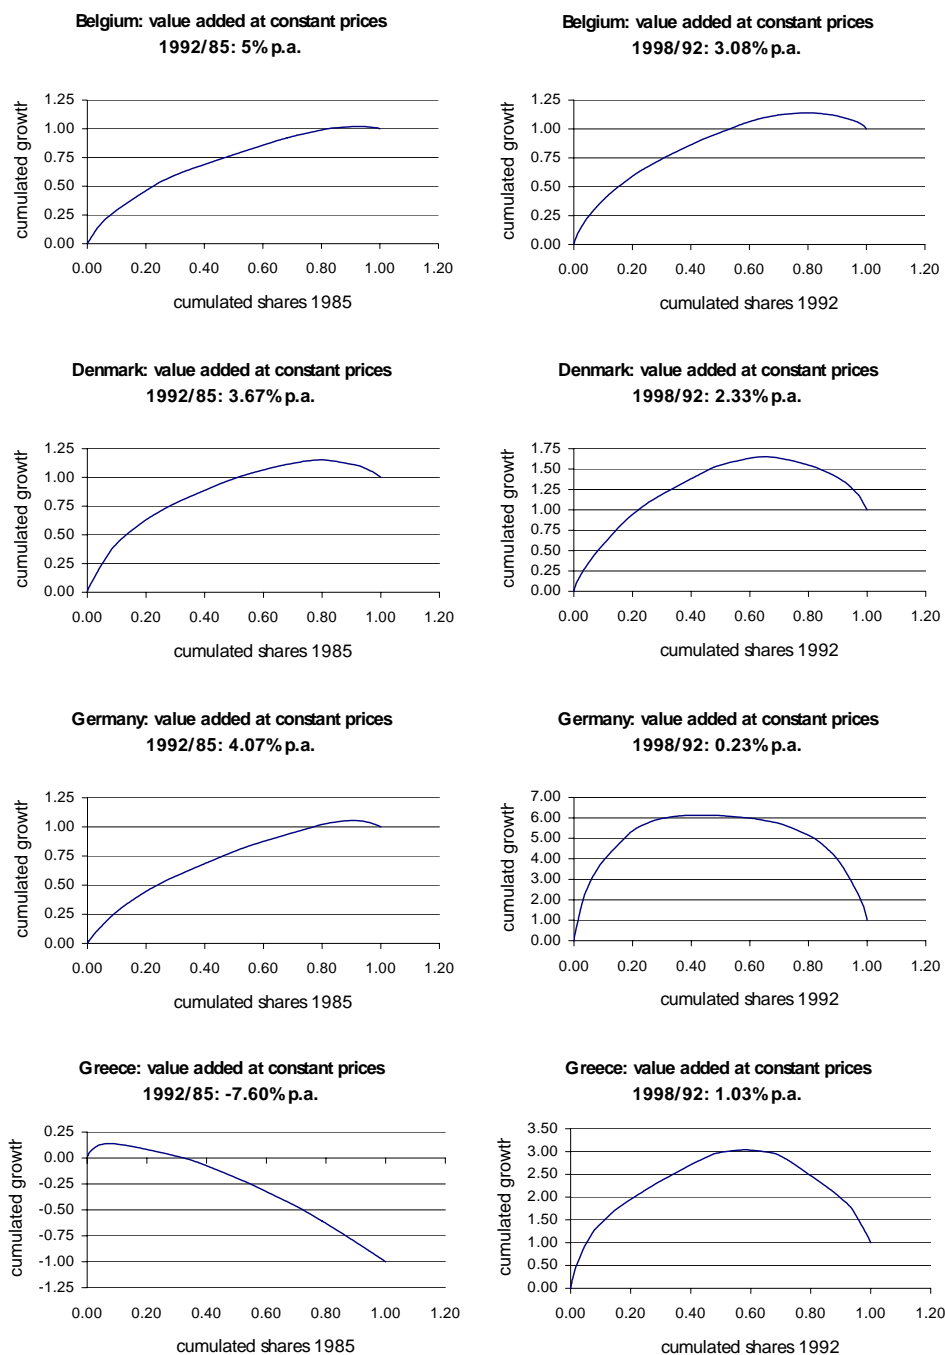 Belgium: value added at constant prices
1992/85: 5% p.a.
cumulated growth
1.25
1.00
0.75
0.50
0.25
0.00
0.00 0.20 0.40 0.60 0.80 1.00 1.20
cumulated shares 1985
Belgium: value added at constant prices
1998/92: 3.08% p.a.
cumulated growth
1.25
1.00
0.75
0.50
0.25
0.00
0.00 0.20 0.40 0.60 0.80 1.00 1.20
cumulated shares 1992
Denmark: value added at constant prices
1992/85: 3.67% p.a.
cumulated growth
1.25
1.00
0.75
0.50
0.25
0.00
0.00 0.20 0.40 0.60 0.80 1.00 1.20
cumulated shares 1985
Denmark: value added at constant prices
1998/92: 2.33% p.a.
cumulated growth
1.75
1.50
1.25
1.00
0.75
0.50
0.25
0.00
0.00 0.20 0.40 0.60 0.80 1.00 1.20
cumulated shares 1992
Germany: value added at constant prices
1992/85: 4.07% p.a.
cumulated growth
1.25
1.00
0.75
0.50
0.25
0.00
0.00 0.20 0.40 0.60 0.80 1.00 1.20
cumulated shares 1985
Germany: value added at constant prices
1998/92: 0.23% p.a.
cumulatd growth
7.00
6.00
5.00
4.00
3.00
2.00
1.00
0.00
0.00 0.20 0.40 0.60 0.80 1.00 1.20
cumulated shares 1992
Greece: value added at constant prices
1992/85: -7.60% p.a.
cumulated growth
0.25
0.00
-0.25
-0.50
-0.75
-1.00
-1.25
0.00 0.20 0.40 0.60 0.80 1.00 1.20
cumulated shares 1985
Greece: value added at constant prices
1998/92: 1.03% p.a.
cumulated growth
3.50
3.00
2.50
2.00
1.50
1.00
0.50
0.00
0.00 0.20 0.40 0.60 0.80 1.00 1.20
cumulated shares 1992